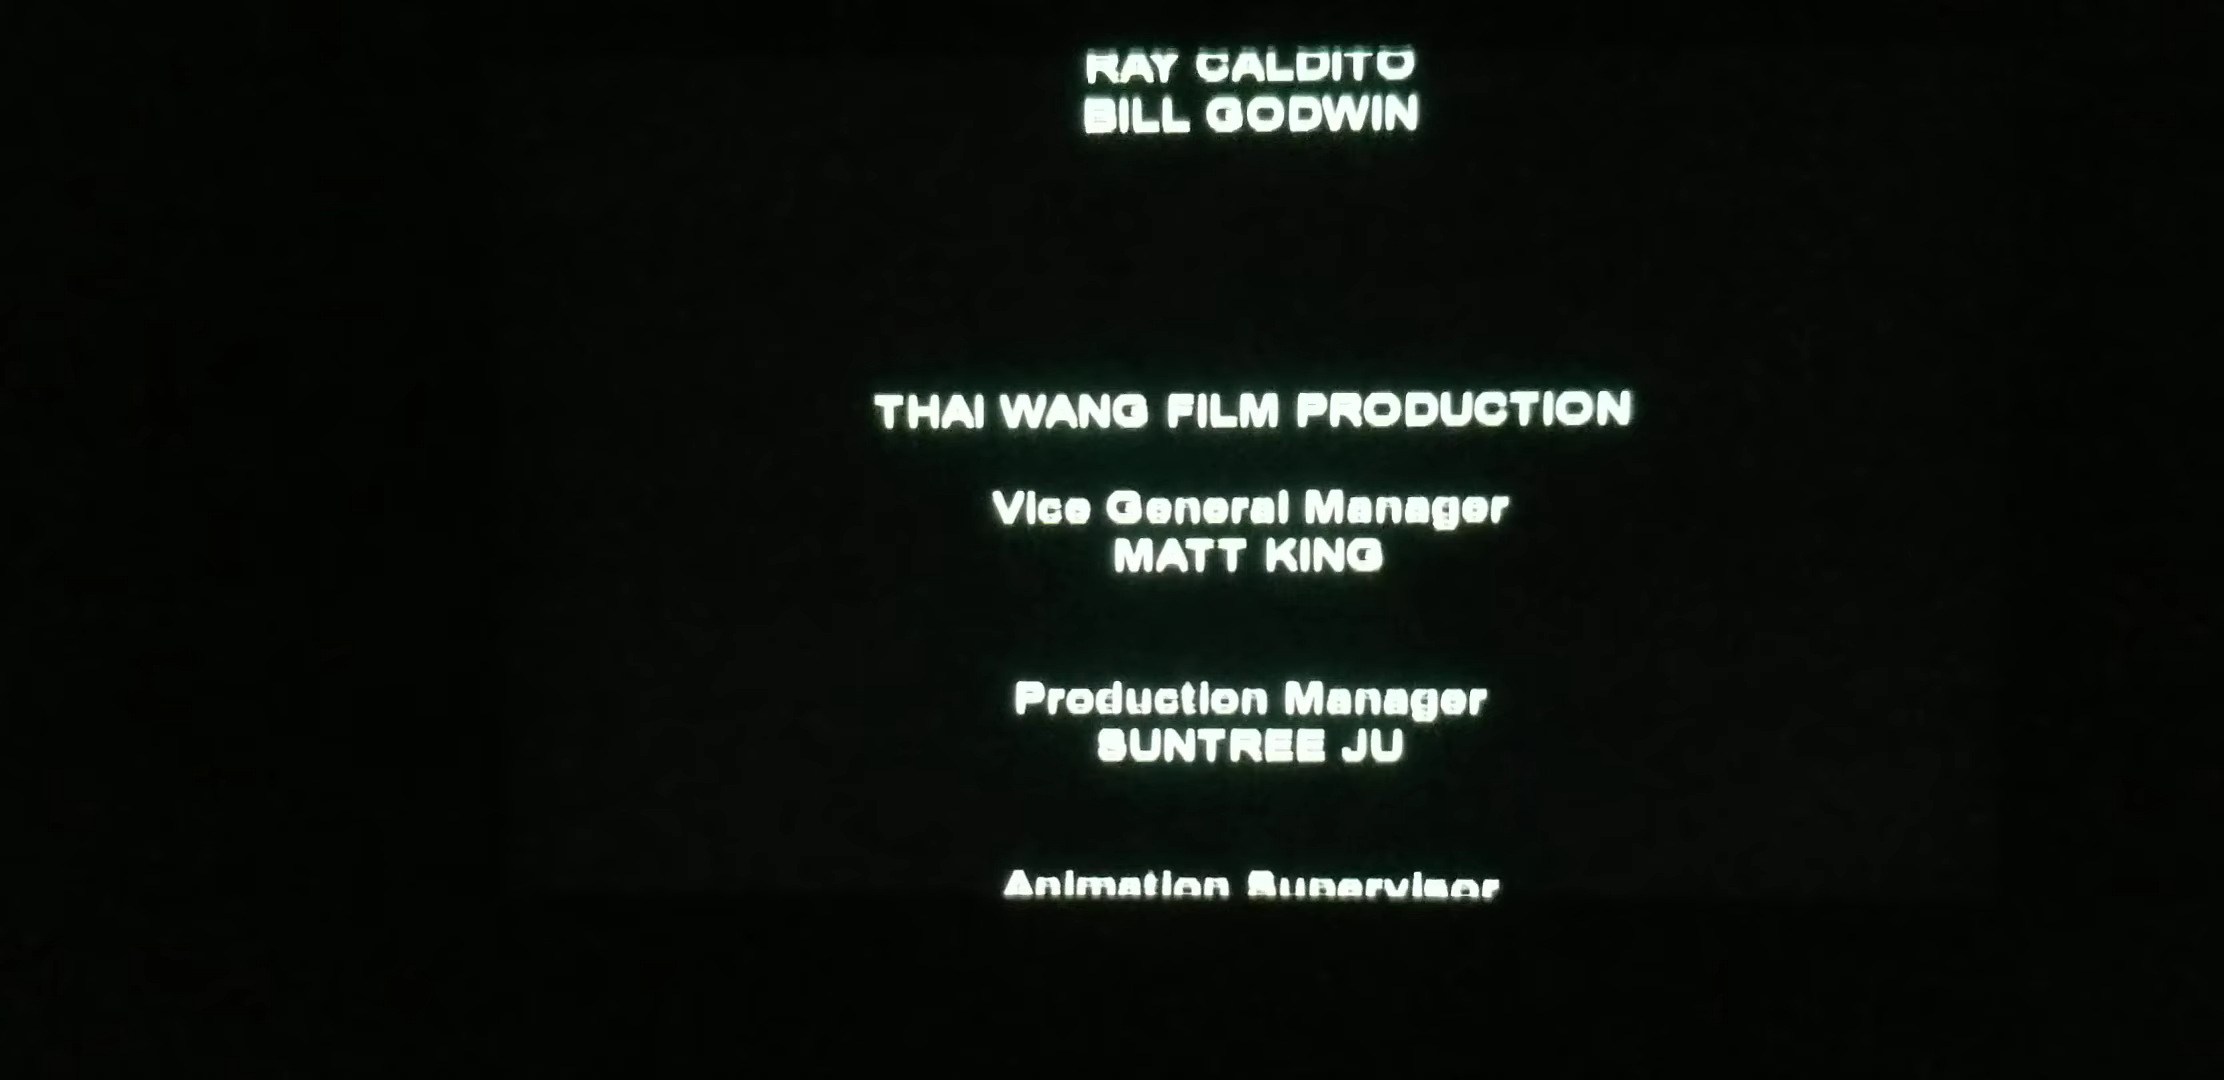 RAY CALDITO
BILL GODWIN
THAI WANG FILM PRODUCTION
Vice General Manager
MATT KING
Production Manager
SUNTREE JU
Animation Supervisor